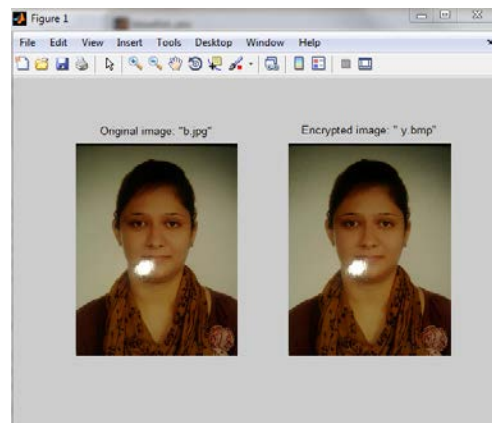 Figure 1
File Edit View Insert Tools Desktop Window Help
Original image: "b.jpg"
Encrypted image: " y.bmp"